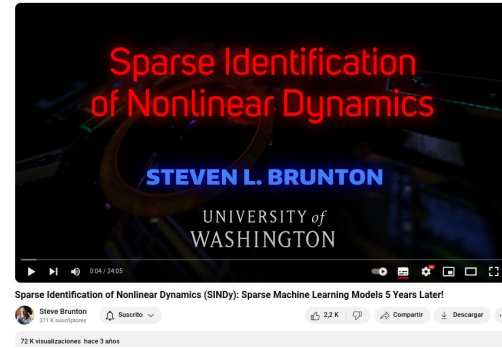 Sparse Identification
of Nonlinear Dynamics
STEVEN L. BRUNTON
UNIVERSITY of
WASHINGTON
0:04 / 24:05
Sparse Identification of Nonlinear Dynamics (SINDy): Sparse Machine Learning Models 5 Years Later!
Steve Brunton
371 K suscriptores
Suscrito
2,2 K
Compartir
Descargar
72 K visualizaciones hace 3 años